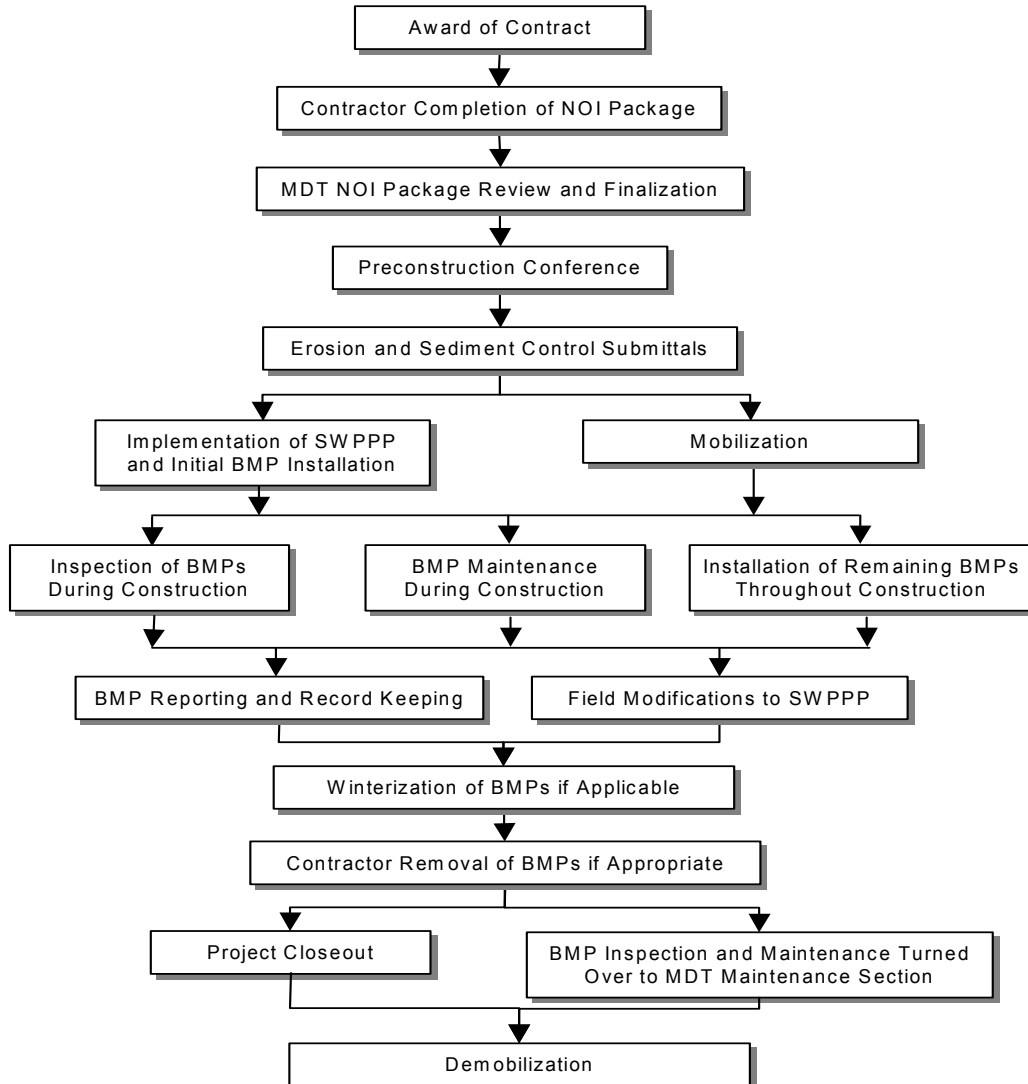 Award of Contract
Contractor Completion of NOI Package
MDT NOI Package Review and Finalization
Preconstruction Conference
Erosion and Sediment Control Submittals
Implementation of SWPPP
and Initial BMP Installation
Mobilization
Inspection of BMPs
During Construction
BMP Maintenance
During Construction
Installation of Remaining BMPs
Throughout Construction
BMP Reporting and Record Keeping
Field Modifications to SWPPP
Winterization of BMPs if Applicable
Contractor Removal of BMPs if Appropriate
Project Closeout
BMP Inspection and Maintenance Turned
Over to MDT Maintenance Section
Demobilization